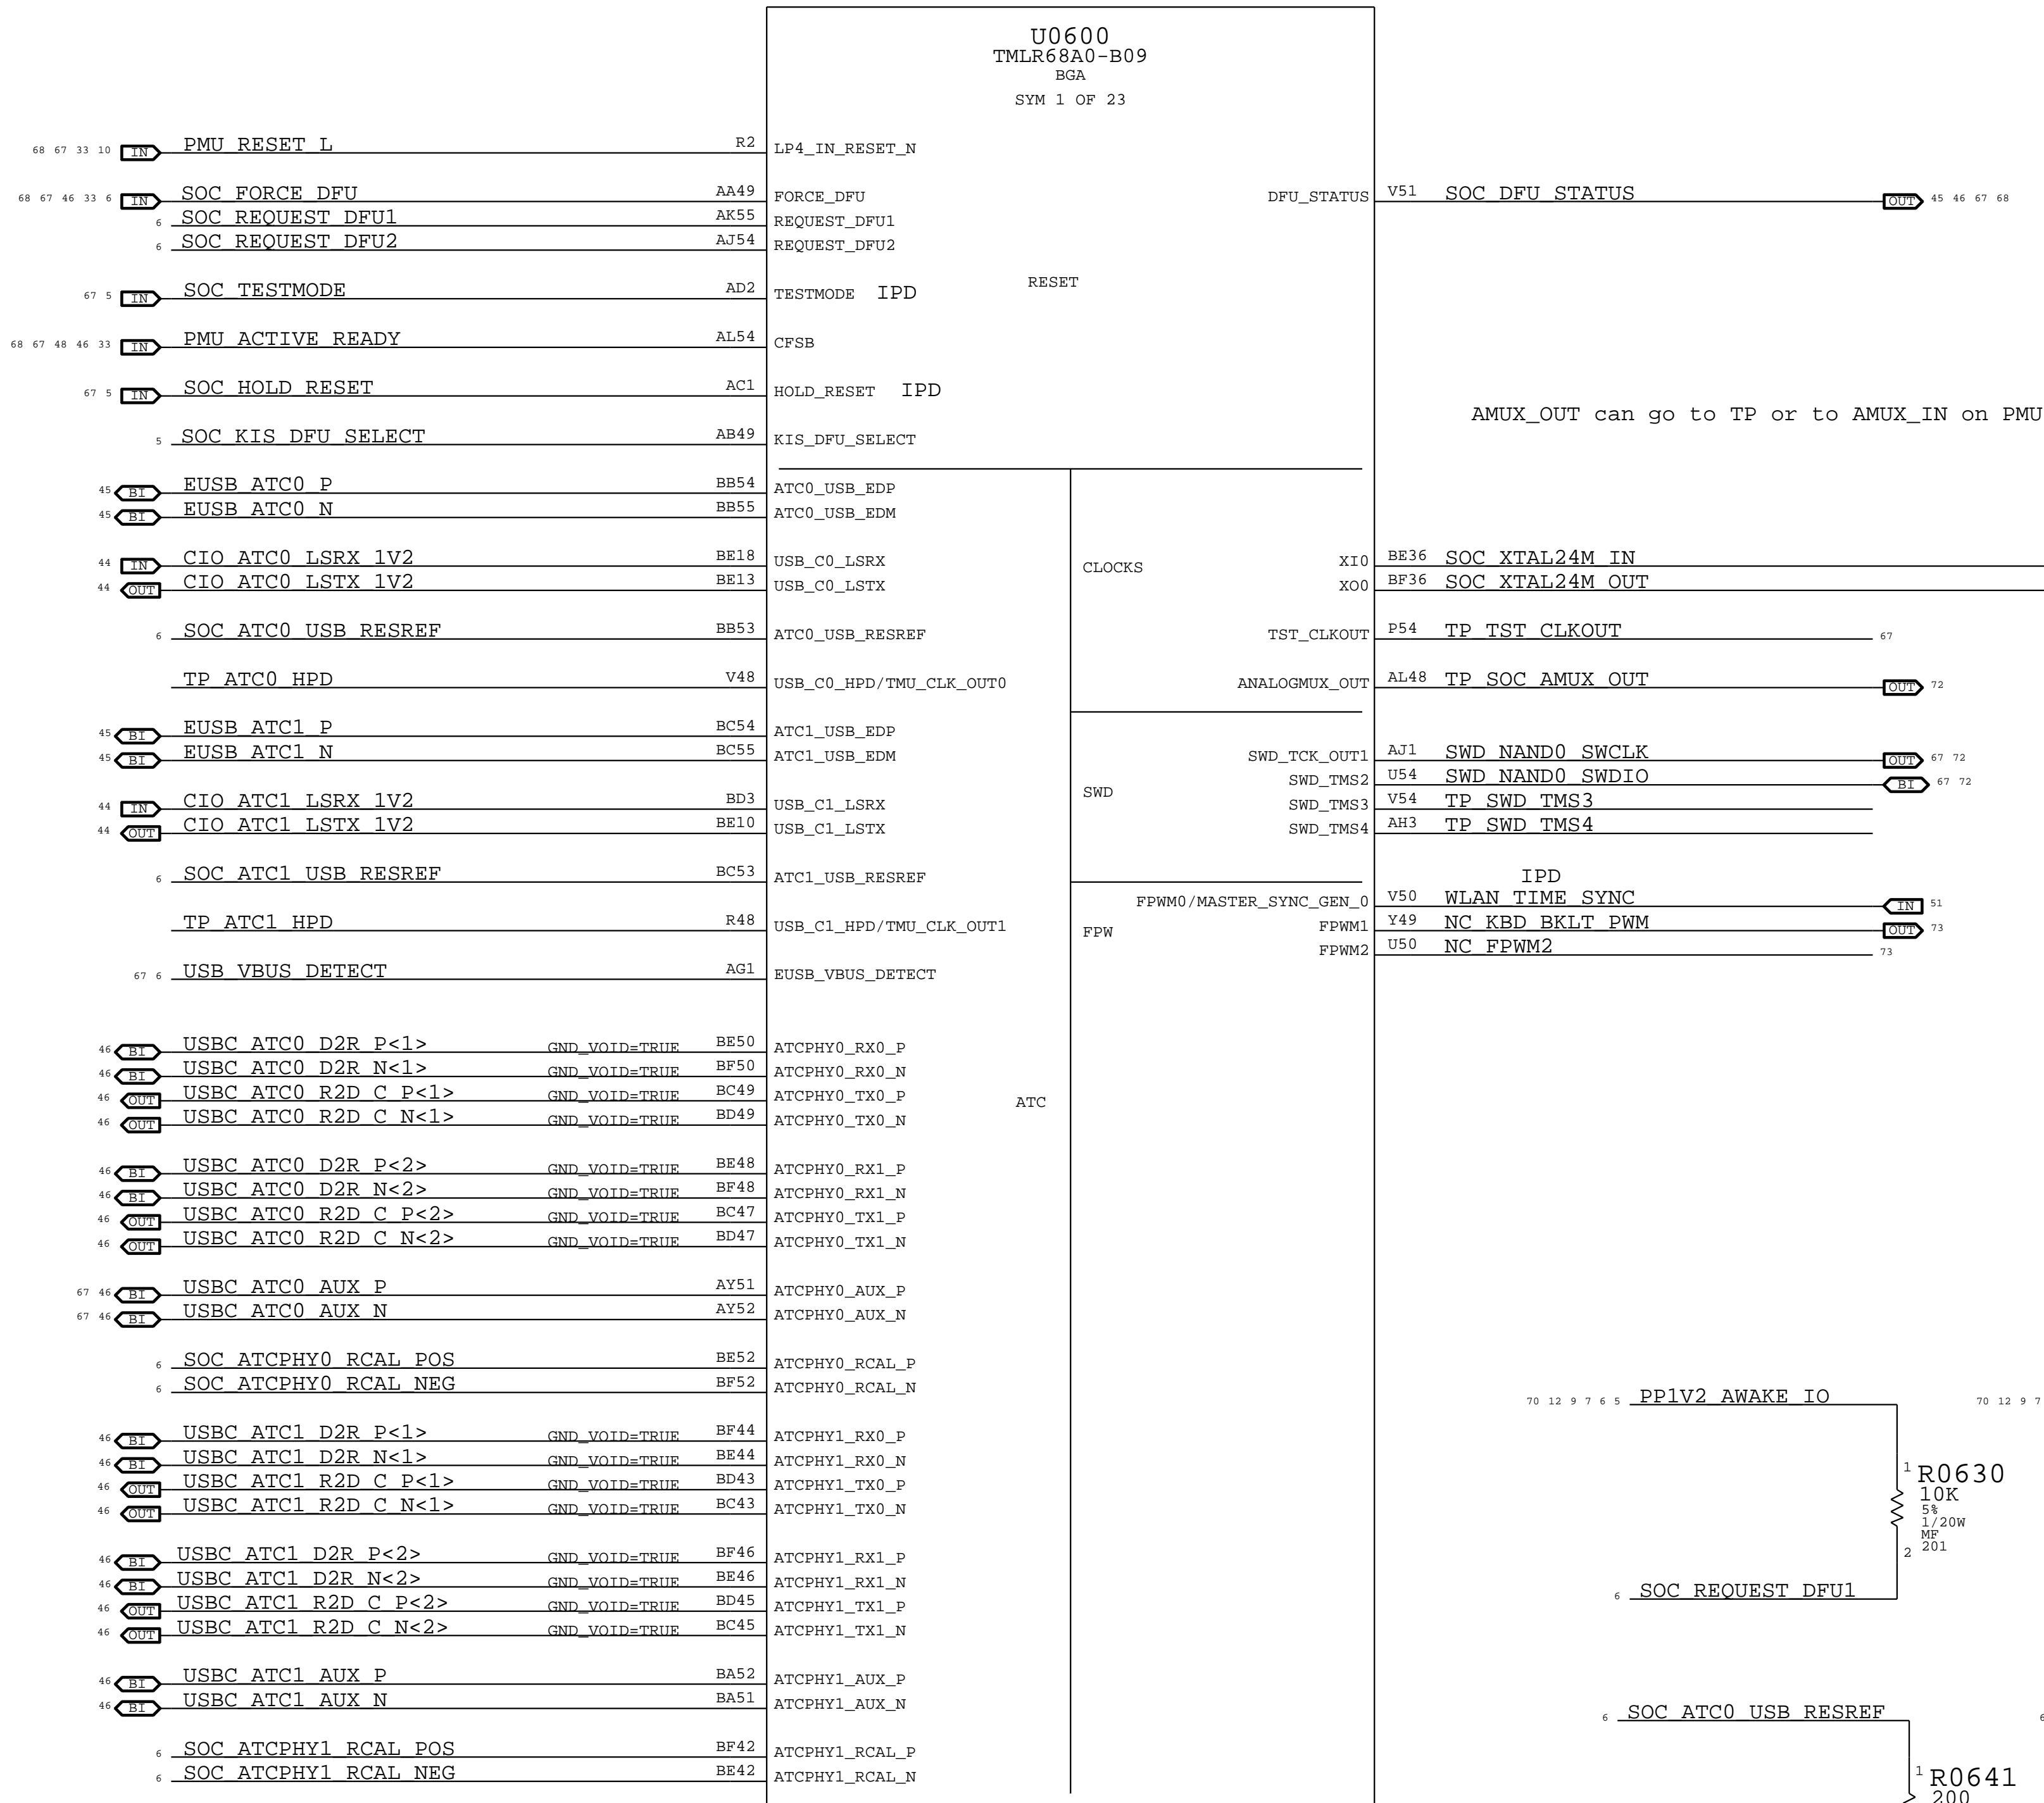 U0600
TMLR68A0-B09
BGA
SYM 1 OF 23
68 67 33 10 IN PMU_RESET_L R2 LP4_IN_RESET_N
68 67 46 33 6 IN SOC_FORCE_DFU AA49 FORCE_DFU DFU_STATUS V51 SOC_DFU_STATUS OUT 45 46 67 68
6 SOC_REQUEST_DFU1 AK55 REQUEST_DFU1
6 SOC_REQUEST_DFU2 AJ54 REQUEST_DFU2
RESET
67 5 IN SOC_TESTMODE AD2 TESTMODE IPD
68 67 48 46 33 IN PMU_ACTIVE_READY AL54 CFSB
67 5 IN SOC_HOLD_RESET AC1 HOLD_RESET IPD
AMUX_OUT can go to TP or to AMUX_IN on PMU
5 SOC_KIS_DFU_SELECT AB49 KIS_DFU_SELECT
45 BI EUSB_ATC0_P BB54 ATC0_USB_EDP
45 BI EUSB_ATC0_N BB55 ATC0_USB_EDM
44 IN CIO_ATC0_LSRX_1V2 BE18 USB_C0_LSRX CLOCKS XI0 BE36 SOC_XTAL24M_IN
44 OUT CIO_ATC0_LSTX_1V2 BE13 USB_C0_LSTX XO0 BF36 SOC_XTAL24M_OUT
6 SOC_ATC0_USB_RESREF BB53 ATC0_USB_RESREF TST_CLKOUT P54 TP_TST_CLKOUT 67
TP_ATC0_HPD V48 USB_C0_HPD/TMU_CLK_OUT0 ANALOGMUX_OUT AL48 TP_SOC_AMUX_OUT OUT 72
45 BI EUSB_ATC1_P BC54 ATC1_USB_EDP
45 BI EUSB_ATC1_N BC55 ATC1_USB_EDM SWD_TCK_OUT1 AJ1 SWD_NAND0_SWCLK OUT 67 72
SWD SWD_TMS2 U54 SWD_NAND0_SWDIO BI 67 72
44 IN CIO_ATC1_LSRX_1V2 BD3 USB_C1_LSRX SWD_TMS3 V54 TP_SWD_TMS3
44 OUT CIO_ATC1_LSTX_1V2 BE10 USB_C1_LSTX SWD_TMS4 AH3 TP_SWD_TMS4
6 SOC_ATC1_USB_RESREF BC53 ATC1_USB_RESREF IPD
FPWM0/MASTER_SYNC_GEN_0 V50 WLAN_TIME_SYNC IN 51
TP_ATC1_HPD R48 USB_C1_HPD/TMU_CLK_OUT1 FPW FPWM1 Y49 NC_KBD_BKLT_PWM OUT 73
FPWM2 U50 NC_FPWM2 73
67 6 USB_VBUS_DETECT AG1 EUSB_VBUS_DETECT
46 BI USBC_ATC0_D2R_P<1> GND_VOID=TRUE BE50 ATCPHY0_RX0_P
46 BI USBC_ATC0_D2R_N<1> GND_VOID=TRUE BF50 ATCPHY0_RX0_N
46 OUT USBC_ATC0_R2D_C_P<1> GND_VOID=TRUE BC49 ATCPHY0_TX0_P
ATC
46 OUT USBC_ATC0_R2D_C_N<1> GND_VOID=TRUE BD49 ATCPHY0_TX0_N
46 BI USBC_ATC0_D2R_P<2> GND_VOID=TRUE BE48 ATCPHY0_RX1_P
46 BI USBC_ATC0_D2R_N<2> GND_VOID=TRUE BF48 ATCPHY0_RX1_N
46 OUT USBC_ATC0_R2D_C_P<2> GND_VOID=TRUE BC47 ATCPHY0_TX1_P
46 OUT USBC_ATC0_R2D_C_N<2> GND_VOID=TRUE BD47 ATCPHY0_TX1_N
67 46 BI USBC_ATC0_AUX_P AY51 ATCPHY0_AUX_P
67 46 BI USBC_ATC0_AUX_N AY52 ATCPHY0_AUX_N
6 SOC_ATCPHY0_RCAL_POS BE52 ATCPHY0_RCAL_P
6 SOC_ATCPHY0_RCAL_NEG BF52 ATCPHY0_RCAL_N
70 12 9 7 6 5 PP1V2_AWAKE_IO 70 12 9 7
46 BI USBC_ATC1_D2R_P<1> GND_VOID=TRUE BF44 ATCPHY1_RX0_P
46 BI USBC_ATC1_D2R_N<1> GND_VOID=TRUE BE44 ATCPHY1_RX0_N
46 OUT USBC_ATC1_R2D_C_P<1> GND_VOID=TRUE BD43 ATCPHY1_TX0_P
46 OUT USBC_ATC1_R2D_C_N<1> GND_VOID=TRUE BC43 ATCPHY1_TX0_N
1 R0630
10K
5%
1/20W
MF
201
2
46 BI USBC_ATC1_D2R_P<2> GND_VOID=TRUE BF46 ATCPHY1_RX1_P
46 BI USBC_ATC1_D2R_N<2> GND_VOID=TRUE BE46 ATCPHY1_RX1_N
46 OUT USBC_ATC1_R2D_C_P<2> GND_VOID=TRUE BD45 ATCPHY1_TX1_P
46 OUT USBC_ATC1_R2D_C_N<2> GND_VOID=TRUE BC45 ATCPHY1_TX1_N
6 SOC_REQUEST_DFU1
46 BI USBC_ATC1_AUX_P BA52 ATCPHY1_AUX_P
46 BI USBC_ATC1_AUX_N BA51 ATCPHY1_AUX_N
6 SOC_ATC0_USB_RESREF 6
6 SOC_ATCPHY1_RCAL_POS BF42 ATCPHY1_RCAL_P
6 SOC_ATCPHY1_RCAL_NEG BE42 ATCPHY1_RCAL_N
1 R0641
200